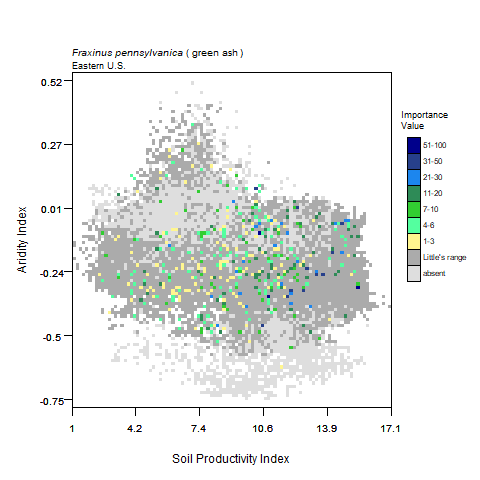 Fraxinus pennsylvanica ( green ash )
Eastern U.S.
Importance
Value
51-100
31-50
21-30
11-20
7-10
4-6
1-3
Little's range
absent
Aridity Index
0.52
0.27
0.01
-0.24
-0.5
-0.75
1
4.2
7.4
10.6
13.9
17.1
Soil Productivity Index